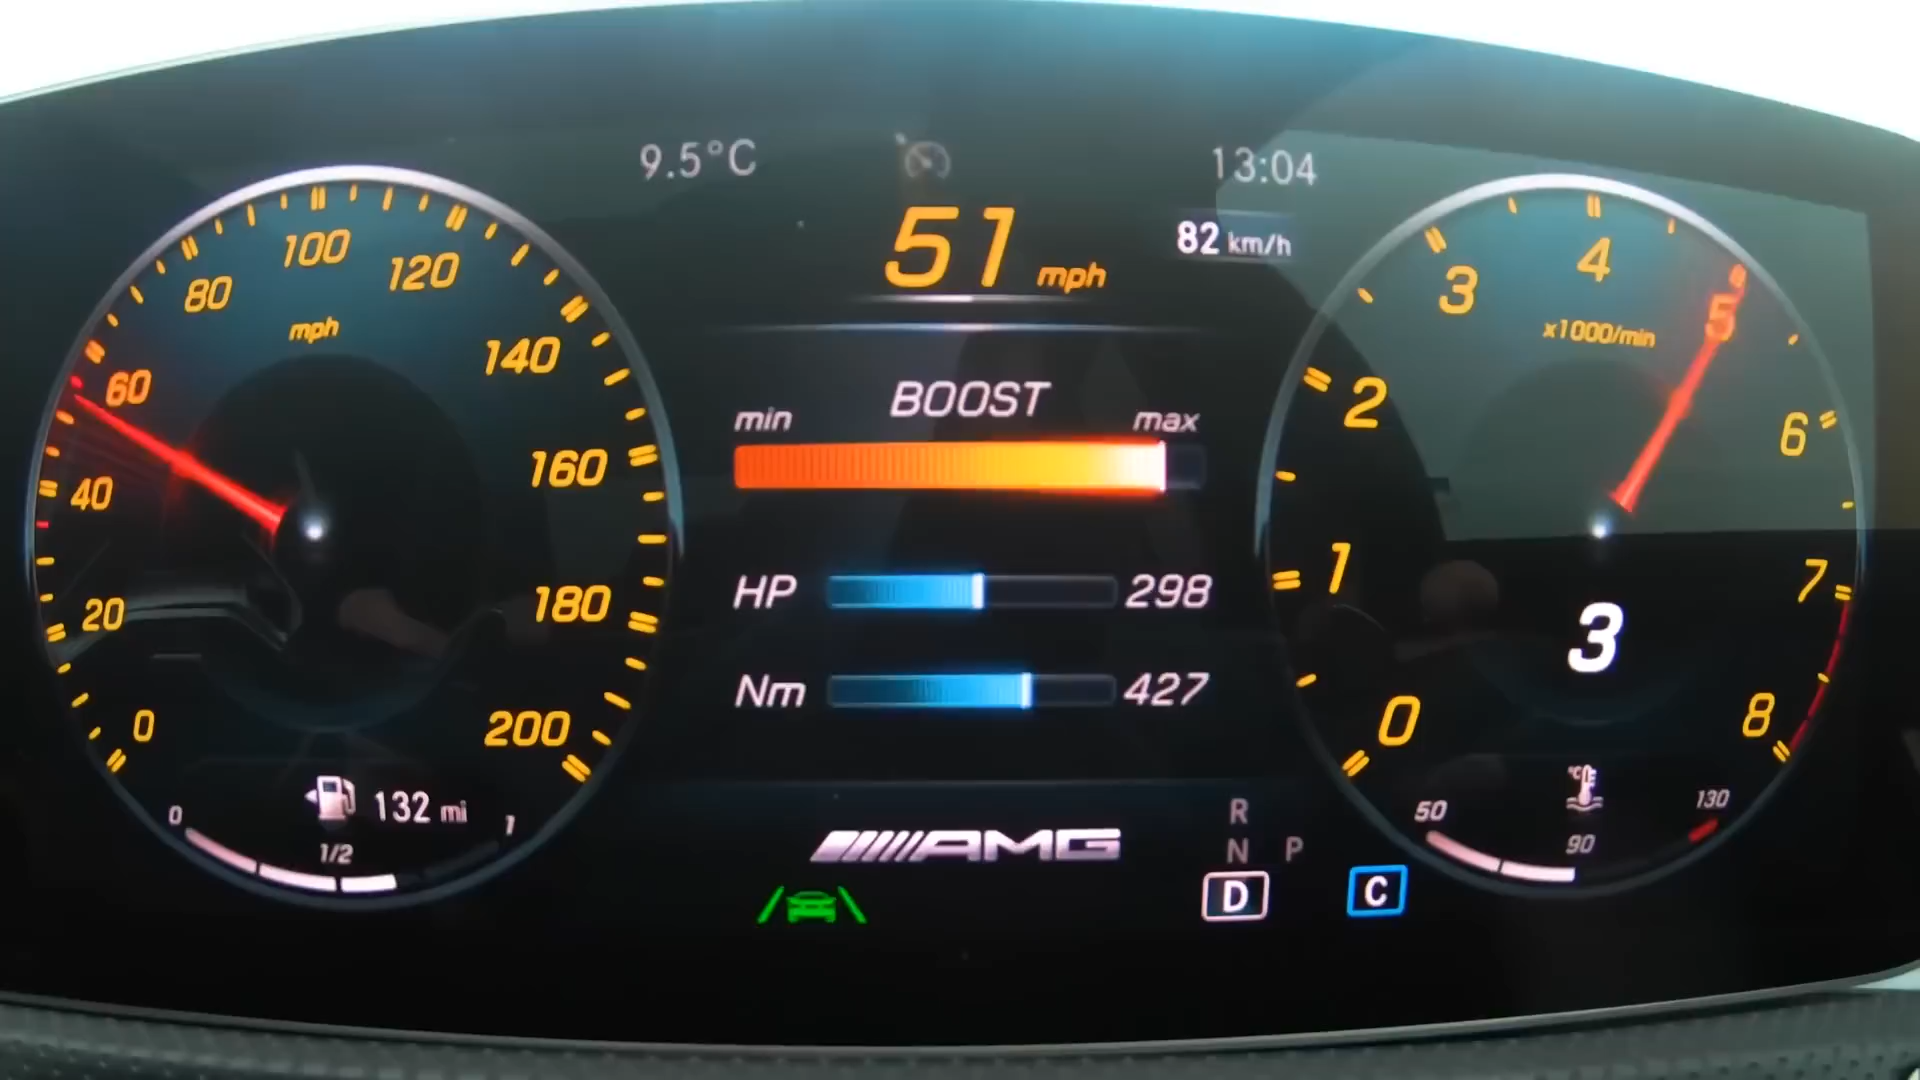 9.5°C
13:04
51 mph
82 km/h
0
20
40
60
80
100
120
140
160
180
200
mph
BOOST
min
max
HP 298
Nm 427
0
1
2
3
4
5
6
7
8
x1000/min
3
0
1/2
1
132 mi
AMG
R
N P
D
C
50
90
130
°C